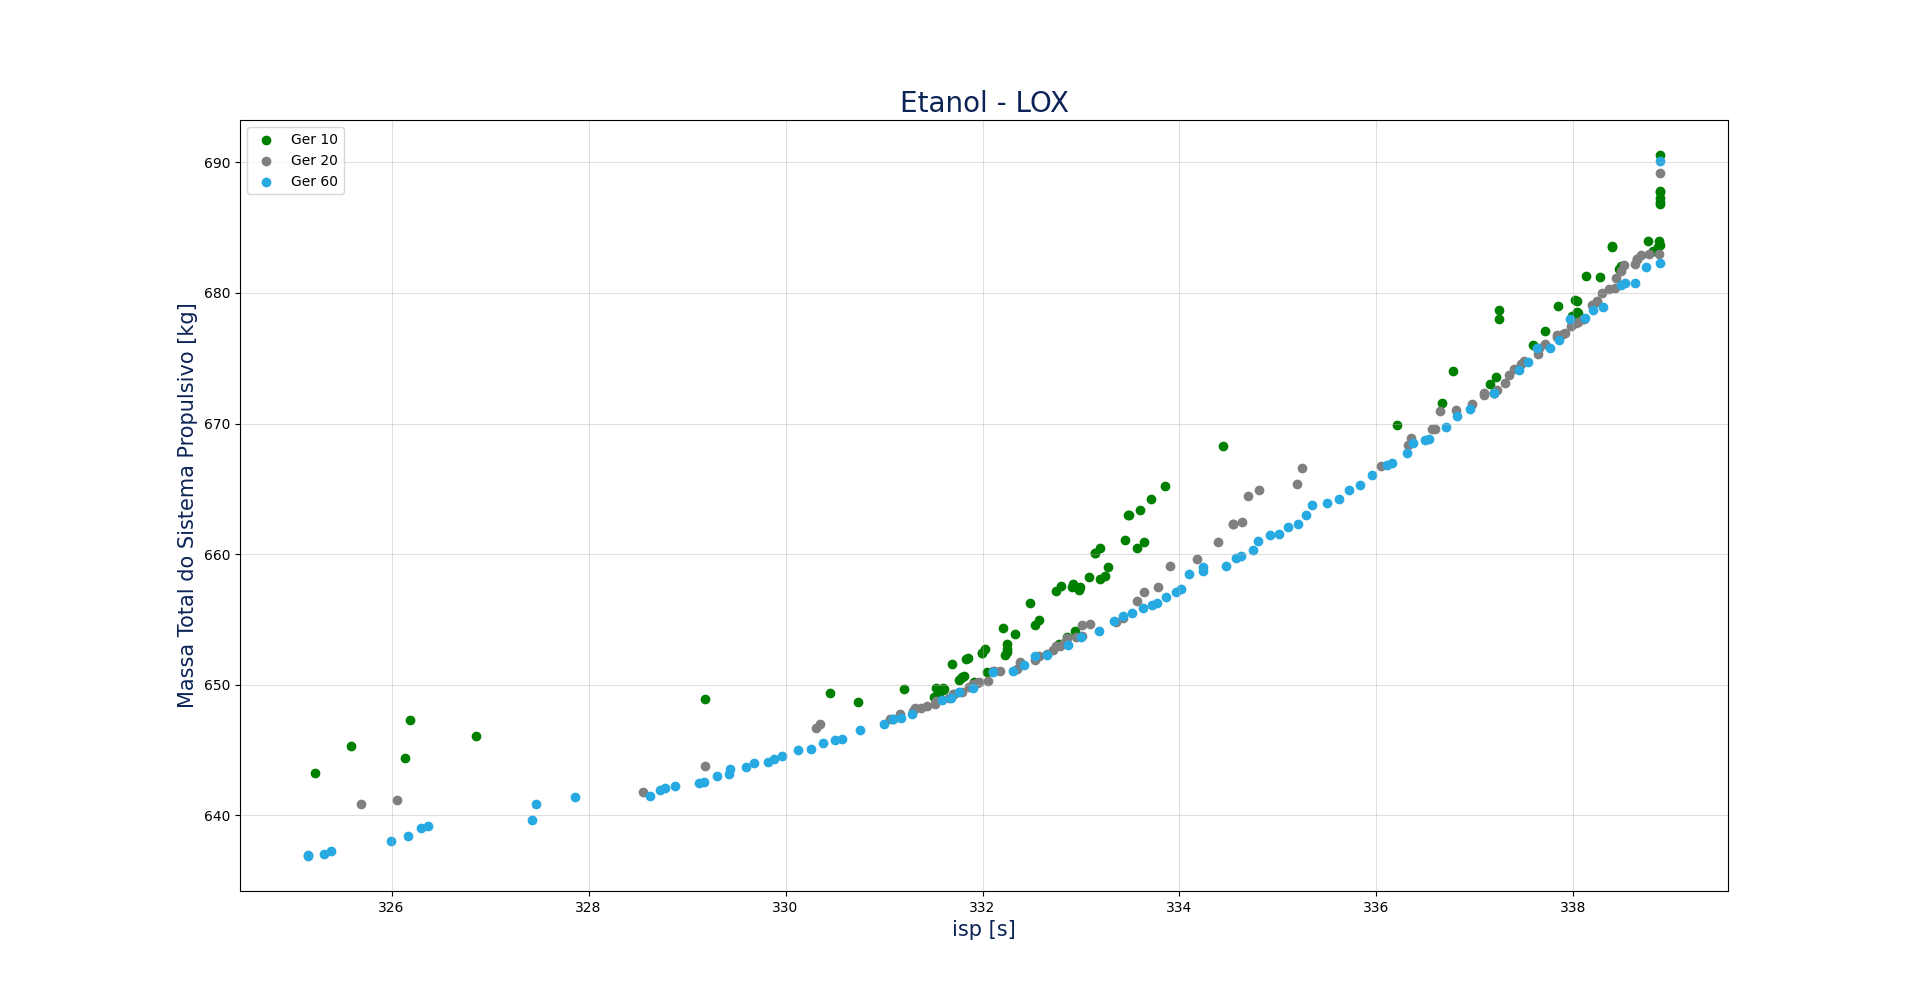 Etanol - LOX
Ger 10
Ger 20
Ger 60
Massa Total do Sistema Propulsivo [kg]
690
680
670
660
650
640
326 328 330 332 334 336 338
isp [s]